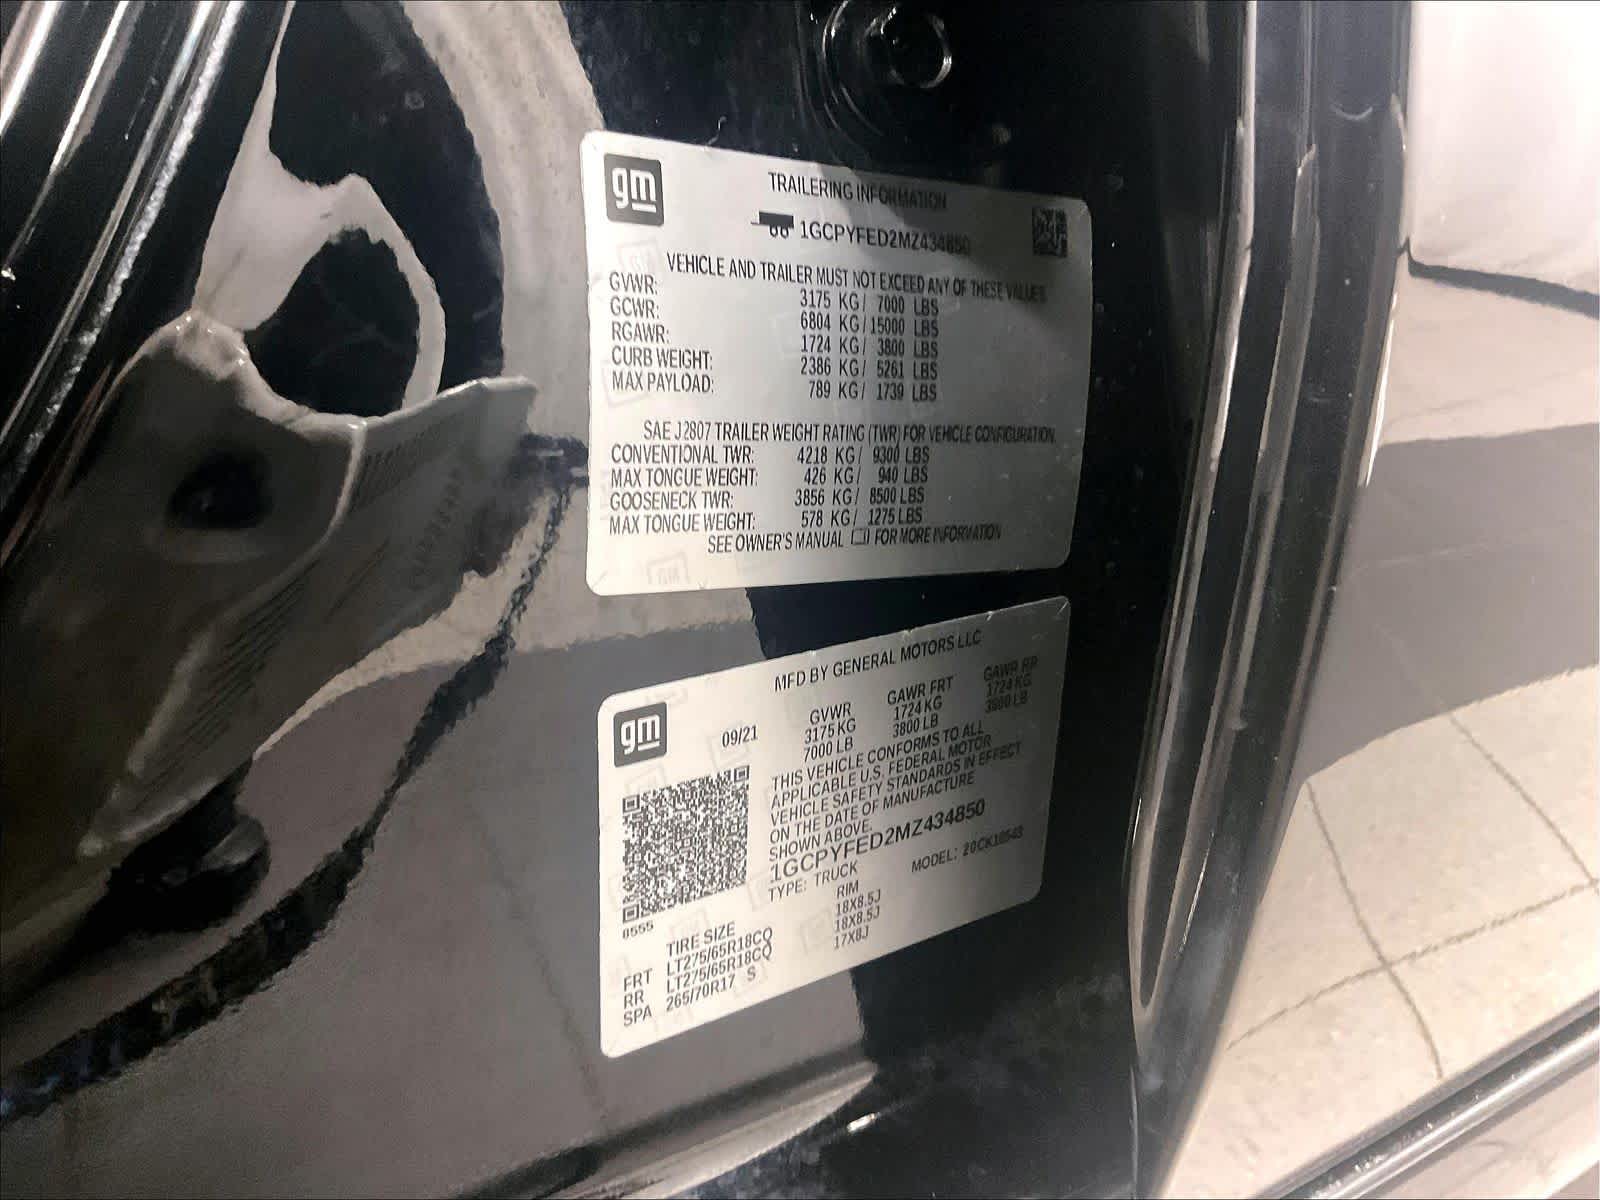 gm
TRAILERING INFORMATION
1GCPYFED2MZ434850
VEHICLE AND TRAILER MUST NOT EXCEED ANY OF THESE VALUES
GVWR: 3175 KG/ 7000 LBS
GCWR: 6804 KG/ 15000 LBS
RGAWR: 1724 KG/ 3800 LBS
CURB WEIGHT: 2386 KG/ 5261 LBS
MAX PAYLOAD: 789 KG/ 1739 LBS
SAE J2807 TRAILER WEIGHT RATING (TWR) FOR VEHICLE CONFIGURATION.
CONVENTIONAL TWR: 4218 KG/ 9300 LBS
MAX TONGUE WEIGHT: 426 KG/ 940 LBS
GOOSENECK TWR: 3856 KG/ 8500 LBS
MAX TONGUE WEIGHT: 578 KG/ 1275 LBS
SEE OWNER'S MANUAL FOR MORE INFORMATION
MFD BY GENERAL MOTORS LLC
gm
09/21
GVWR GAWR FRT GAWR RR
3175 KG 1724 KG 1724 KG
7000 LB 3800 LB 3800 LB
THIS VEHICLE CONFORMS TO ALL
APPLICABLE U.S. FEDERAL MOTOR
VEHICLE SAFETY STANDARDS IN EFFECT
ON THE DATE OF MANUFACTURE
SHOWN ABOVE.
1GCPYFED2MZ434850
TYPE: TRUCK MODEL: 20CK10543
0555
TIRE SIZE RIM
FRT LT275/65R18CQ 18X8.5J
RR LT275/65R18CQ 18X8.5J
SPA 265/70R17 S 17X8J